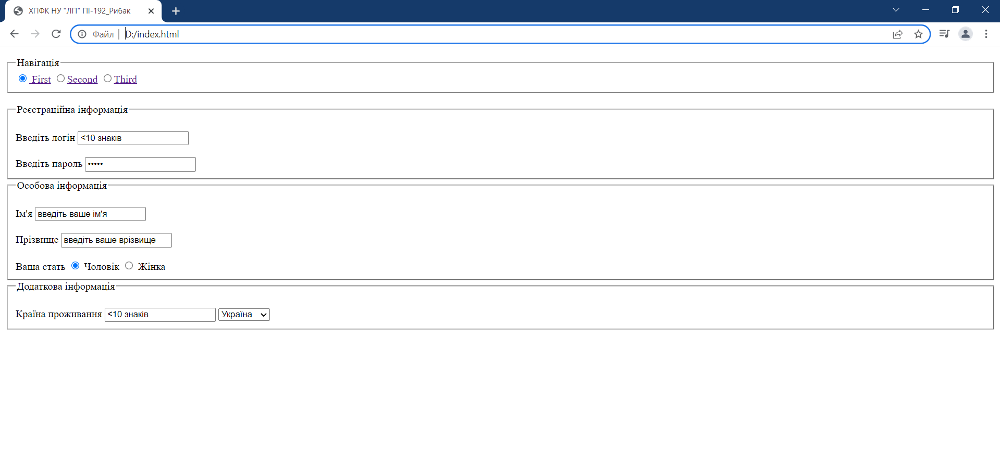 ХПФК НУ "ЛП" ПІ-192_Рибак
Файл | D:/index.html
Навігація
First Second Third
Реєстраційна інформація
Введіть логін <10 знаків
Введіть пароль •••••
Особова інформація
Ім'я введіть ваше ім'я
Прізвище введіть ваше врізвище
Ваша стать Чоловік Жінка
Додаткова інформація
Країна проживання <10 знаків Україна